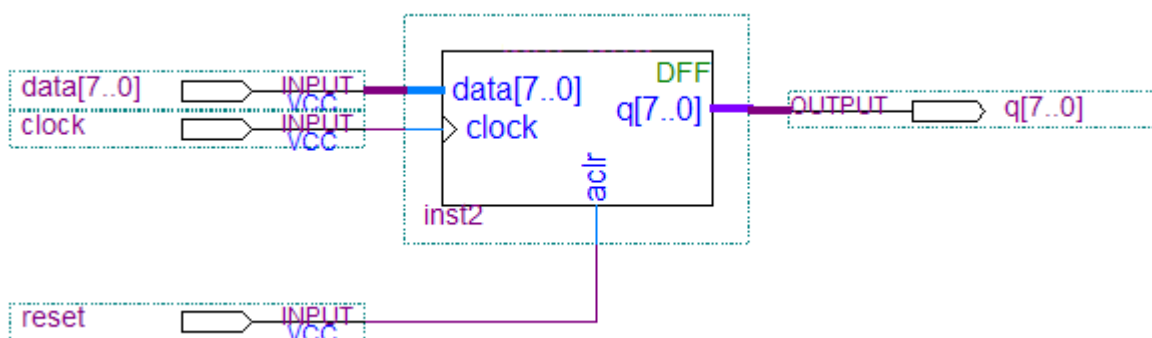 data[7..0]
INPUT
VCC
clock
INPUT
VCC
DFF
data[7..0]
clock
q[7..0]
aclr
inst2
OUTPUT
q[7..0]
reset
INPUT
VCC